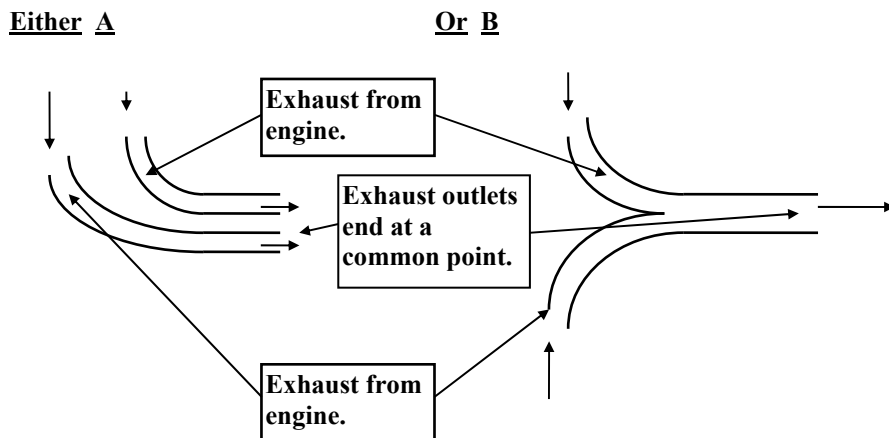 Either A
Or B
Exhaust from
engine.
Exhaust outlets
end at a
common point.
Exhaust from
engine.